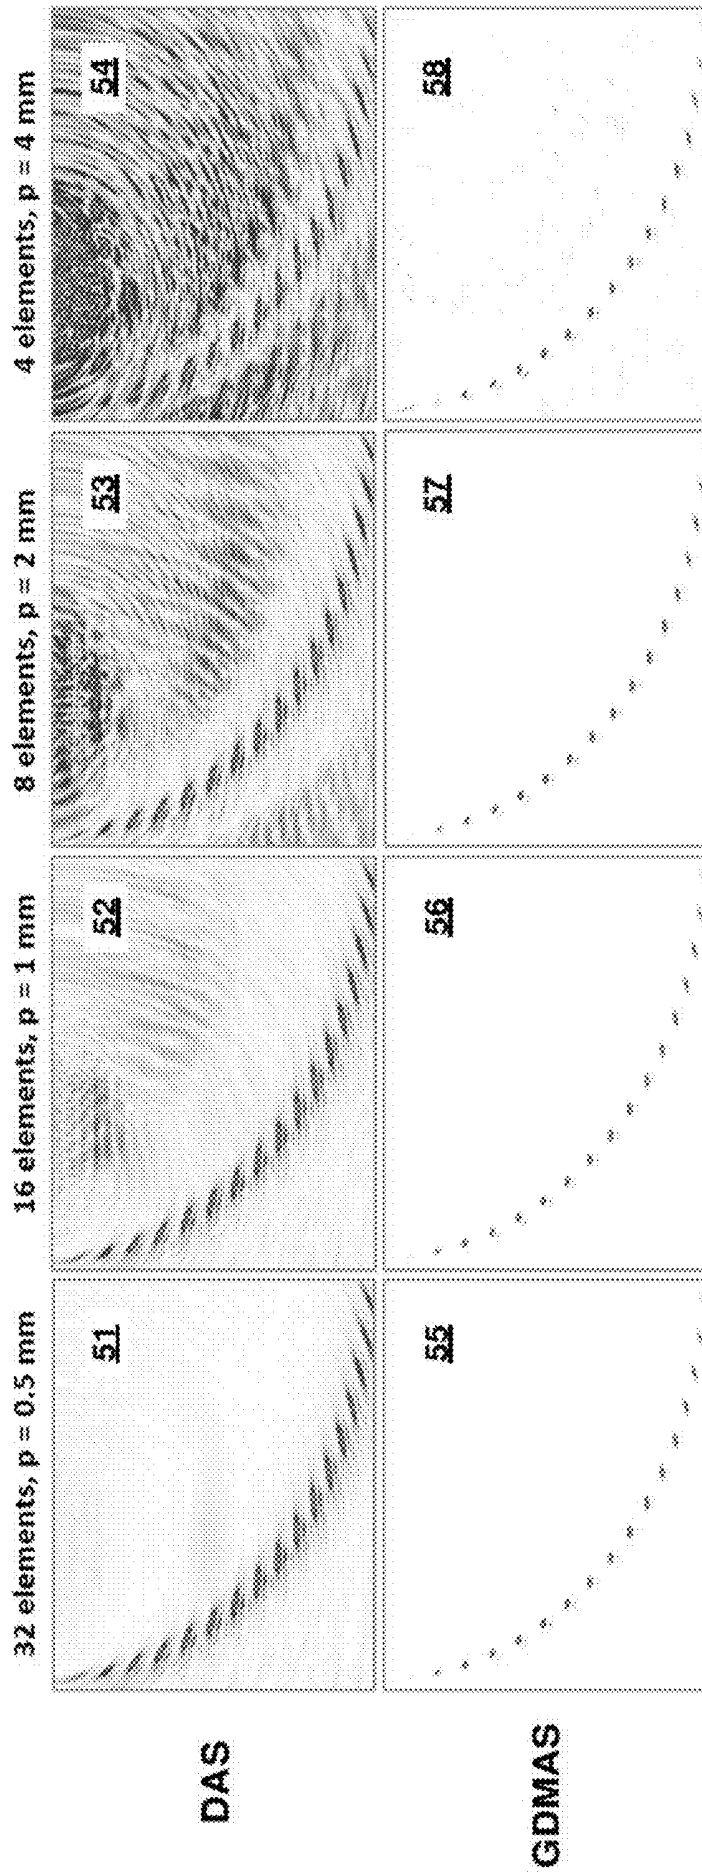 32 elements, p = 0.5 mm
16 elements, p = 1 mm
8 elements, p = 2 mm
4 elements, p = 4 mm
DAS
51
52
53
54
GDMAS
55
56
57
58